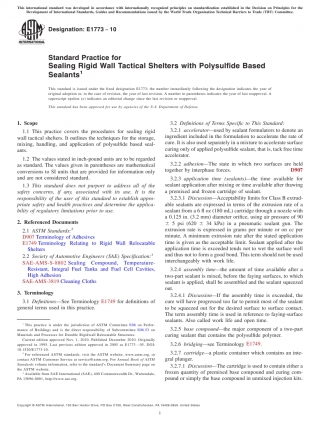 This international standard was developed in accordance with internationally recognized principles on standardization established in the Decision on Principles for the
Development of International Standards, Guides and Recommendations issued by the World Trade Organization Technical Barriers to Trade (TBT) Committee.
Designation: E1773 − 10
Standard Practice for
Sealing Rigid Wall Tactical Shelters with Polysulfide Based
Sealants1
This standard is issued under the fixed designation E1773; the number immediately following the designation indicates the year of
original adoption or, in the case of revision, the year of last revision. A number in parentheses indicates the year of last reapproval. A
superscript epsilon (ε) indicates an editorial change since the last revision or reapproval.
This standard has been approved for use by agencies of the U.S. Department of Defense.
1. Scope
1.1 This practice covers the procedures for sealing rigid
wall tactical shelters. It outlines the techniques for the storage,
mixing, handling, and application of polysulfide based seal-
ants.
1.2 The values stated in inch-pound units are to be regarded
as standard. The values given in parentheses are mathematical
conversions to SI units that are provided for information only
and are not considered standard.
1.3 This standard does not purport to address all of the
safety concerns, if any, associated with its use. It is the
responsibility of the user of this standard to establish appro-
priate safety and health practices and determine the applica-
bility of regulatory limitations prior to use.
2. Referenced Documents
2.1 ASTM Standards:2
D907 Terminology of Adhesives
E1749 Terminology Relating to Rigid Wall Relocatable
Shelters
2.2 Society of Automotive Engineers (SAE) Specification:3
SAE-AMS-S-8802 Sealing Compound, Temperature-
Resistant, Integral Fuel Tanks and Fuel Cell Cavities,
High Adhesion
SAE-AMS-3819 Cleaning Cloths
3. Terminology
3.1 Definitions—See Terminology E1749 for definitions of
general terms used in this practice.
1 This practice is under the jurisdiction of ASTM Committee E06 on Perfor-
mance of Buildings and is the direct responsibility of Subcommittee E06.53 on
Materials and Processes for Durable Rigidwall Relocatable Structures.
Current edition approved Nov. 1, 2010. Published December 2010. Originally
approved in 1995. Last previous edition approved in 2005 as E1773 – 05. DOI:
10.1520/E1773-10.
2 For referenced ASTM standards, visit the ASTM website, www.astm.org, or
contact ASTM Customer Service at service@astm.org. For Annual Book of ASTM
Standards volume information, refer to the standard's Document Summary page on
the ASTM website.
3 Available from SAE International (SAE), 400 Commonwealth Dr., Warrendale,
PA 15096-0001, http://www.sae.org.
3.2 Definitions of Terms Specific to This Standard:
3.2.1 accelerator—used by sealant formulators to denote an
ingredient included in the formulation to accelerate the rate of
cure. It is also used separately in a mixture to accelerate surface
curing only of applied polysulfide sealant, that is, tack free time
accelerator.
3.2.2 adhesion—The state in which two surfaces are held
together by interface forces. D907
3.2.3 application time (sealants)—the time available for
sealant application after mixing or time available after thawing
a premixed and frozen cartridge of sealant.
3.2.3.1 Discussion—Acceptability limits for Class B extrud-
able sealants are expressed in terms of the extrusion rate of a
sealant from a 6 fl oz (180 mL) cartridge through a nozzle with
a 0.125 in. (3.2 mm) diameter orifice, using air pressure of 90
± 5 psi (620 ± 34 kPa) in a pneumatic sealant gun. The
extrusion rate is expressed in grams per minute or on cc per
minute. A minimum extrusion rate after the stated application
time is given as the acceptable limit. Sealant applied after the
application time is exceeded tends not to wet the surface well
and thus not to form a good bond. This term should not be used
interchangeably with work life.
3.2.4 assembly time—the amount of time available after a
two-part sealant is mixed, before the faying surfaces, to which
sealant is applied, shall be assembled and the sealant squeezed
out.
3.2.4.1 Discussion—If the assembly time is exceeded, the
cure will have progressed too far to permit most of the sealant
to be squeezed out for the desired surface to surface contact.
The term assembly time is used in reference to faying-surface
sealants. Also called work life and open time.
3.2.5 base compound—the major component of a two-part
curing sealant that contains the polysulfide polymer.
3.2.6 bridging—see Terminology E1749.
3.2.7 cartridge—a plastic container which contains an inte-
gral plunger.
3.2.7.1 Discussion—The cartridge is used to contain either a
frozen quantity of premixed base compound and curing com-
pound or simply the base compound in unmixed injection kits.
Copyright © ASTM International, 100 Barr Harbor Drive, PO Box C700, West Conshohocken, PA 19428-2959. United States
1